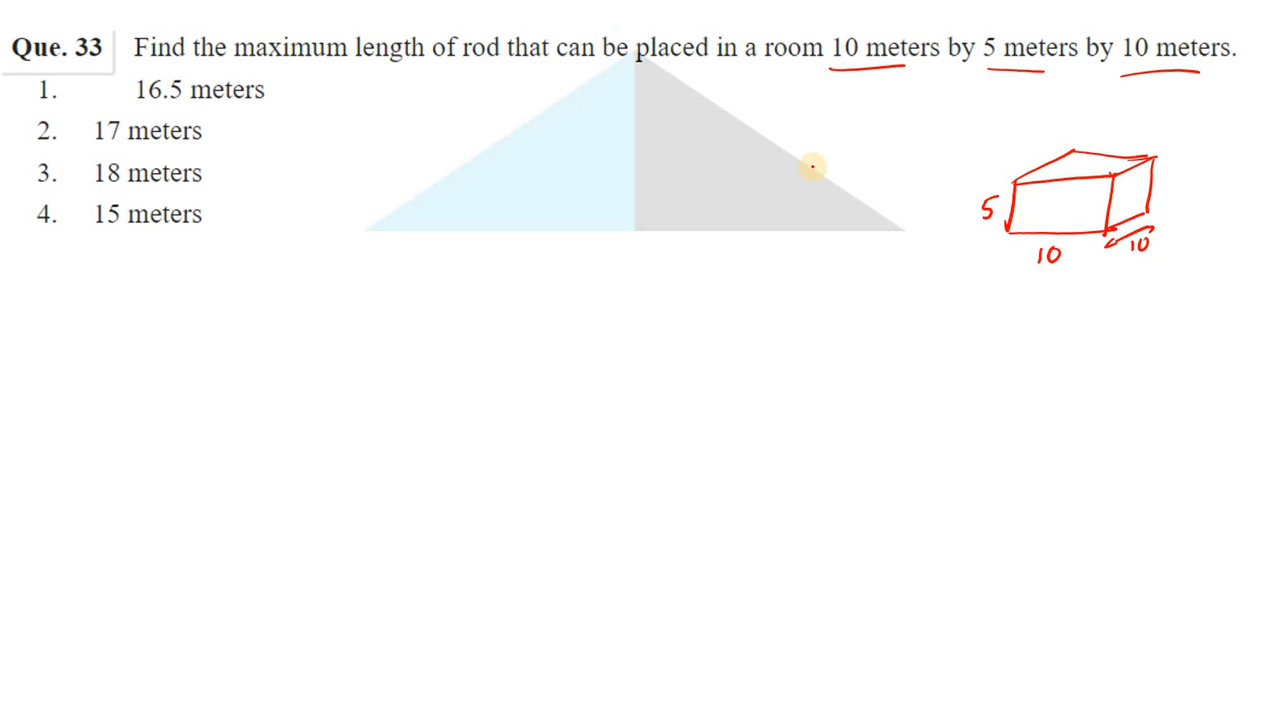 Que. 33 Find the maximum length of rod that can be placed in a room 10 meters by 5 meters by 10 meters.
1. 16.5 meters
2. 17 meters
3. 18 meters
4. 15 meters
5
10
10